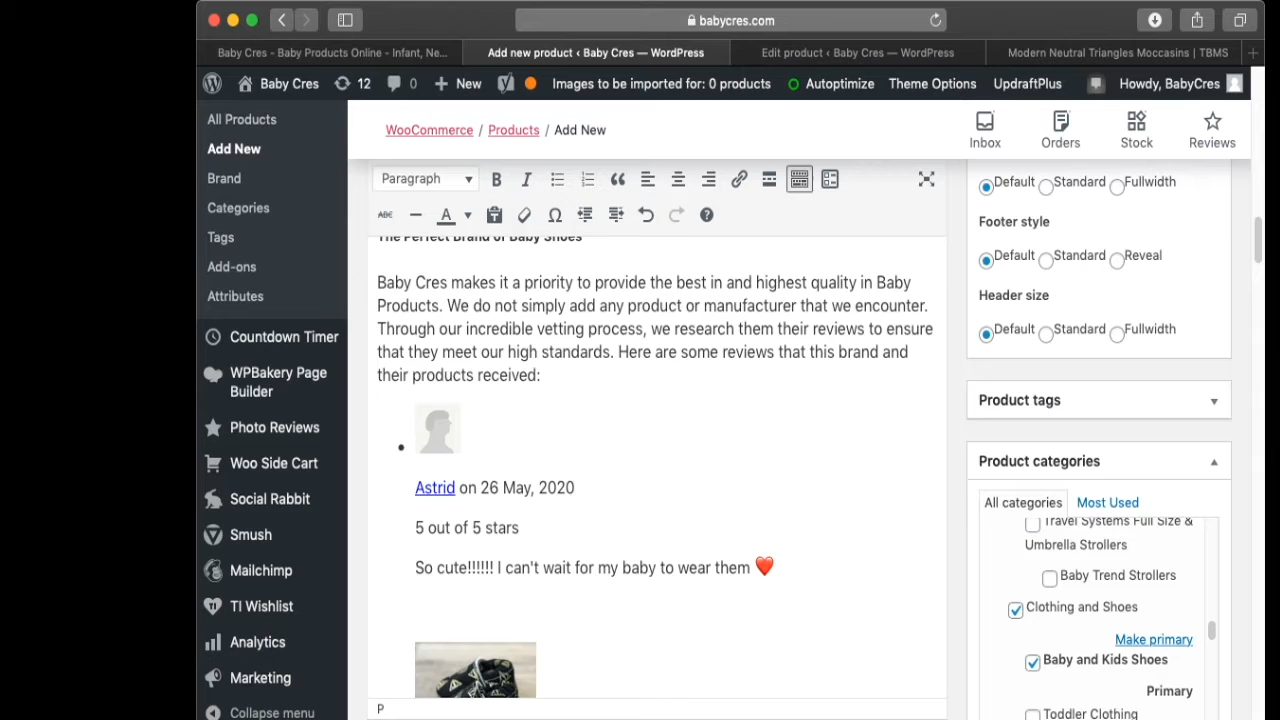 babycres.com
Baby Cres - Baby Products Online - Infant, Ne...
Add new product ‹ Baby Cres — WordPress
Edit product ‹ Baby Cres — WordPress
Modern Neutral Triangles Moccasins | TBMS
Baby Cres
12
0
New
Images to be imported for: 0 products
Autoptimize
Theme Options
UpdraftPlus
Howdy, BabyCres
All Products
Add New
Brand
Categories
Tags
Add-ons
Attributes
Countdown Timer
WPBakery Page
Builder
Photo Reviews
Woo Side Cart
Social Rabbit
Smush
Mailchimp
TI Wishlist
Analytics
Marketing
Collapse menu
WooCommerce / Products / Add New
Inbox
Orders
Stock
Reviews
Paragraph
B
I
ABC
A
The Perfect Brand of Baby Shoes
Baby Cres makes it a priority to provide the best in and highest quality in Baby
Products. We do not simply add any product or manufacturer that we encounter.
Through our incredible vetting process, we research them their reviews to ensure
that they meet our high standards. Here are some reviews that this brand and
their products received:
Astrid on 26 May, 2020
5 out of 5 stars
So cute!!!!!! I can't wait for my baby to wear them ❤️
P
Default Standard Fullwidth
Footer style
Default Standard Reveal
Header size
Default Standard Fullwidth
Product tags
Product categories
All categories
Most Used
Travel Systems Full Size &
Umbrella Strollers
Baby Trend Strollers
Clothing and Shoes
Make primary
Baby and Kids Shoes
Primary
Toddler Clothing